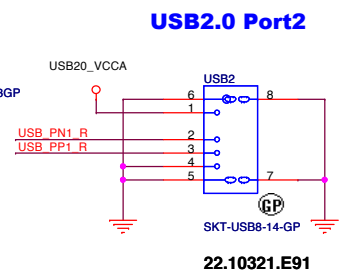 USB2.0 Port2
USB20_VCCA
USB2
3GP
6 8
1
USB_PN1_R 2
USB_PP1_R 3
4
5 7
GP
SKT-USB8-14-GP
22.10321.E91